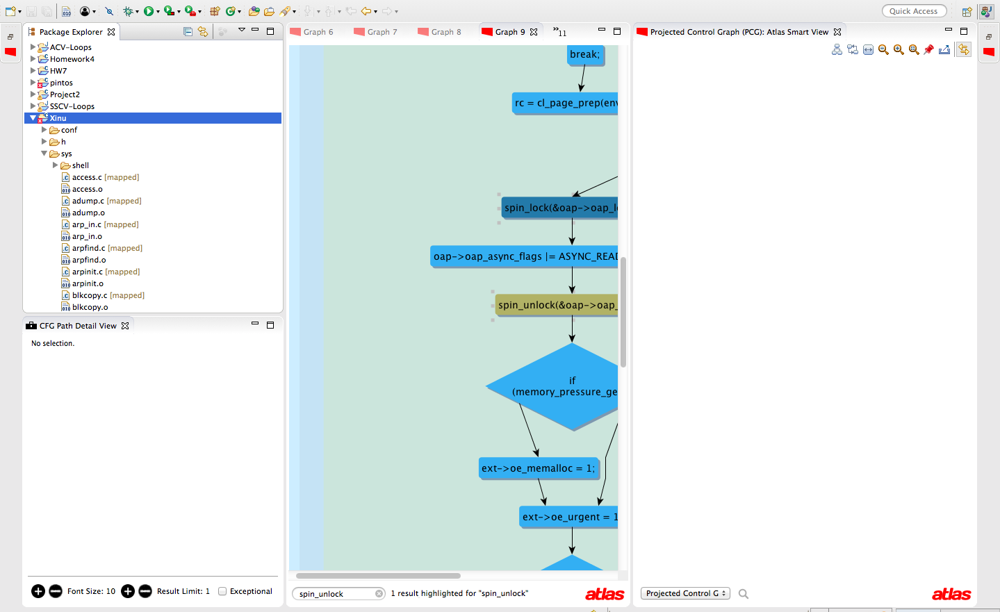 Quick Access
Package Explorer
ACV-Loops
Homework4
HW7
pintos
Project2
SSCV-Loops
Xinu
conf
h
sys
shell
access.c [mapped]
access.o
adump.c [mapped]
adump.o
arp_in.c [mapped]
arp_in.o
arpfind.c [mapped]
arpfind.o
arpinit.c [mapped]
arpinit.o
blkcopy.c [mapped]
blkcopy.o
CFG Path Detail View
No selection.
Font Size: 10
Result Limit: 1
Exceptional
Graph 6
Graph 7
Graph 8
Graph 9
»11
break;
rc = cl_page_prep(env
spin_lock(&oap->oap_l
oap->oap_async_flags |= ASYNC_READ
spin_unlock(&oap->oap_
if
(memory_pressure_ge
ext->oe_memalloc = 1;
ext->oe_urgent = 1
spin_unlock
1 result highlighted for "spin_unlock"
atlas
Projected Control Graph (PCG): Atlas Smart View
Projected Control G
atlas